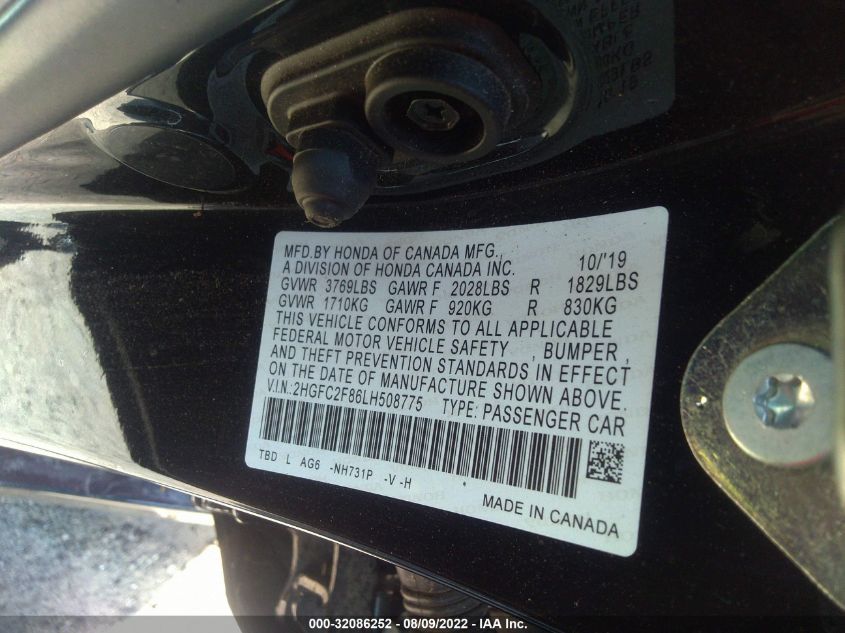 MFD.BY HONDA OF CANADA MFG.,
A DIVISION OF HONDA CANADA INC. 10/'19
GVWR 3769LBS GAWR F 2028LBS R 1829LBS
GVWR 1710KG GAWR F 920KG R 830KG
THIS VEHICLE CONFORMS TO ALL APPLICABLE
FEDERAL MOTOR VEHICLE SAFETY , BUMPER ,
AND THEFT PREVENTION STANDARDS IN EFFECT
ON THE DATE OF MANUFACTURE SHOWN ABOVE.
V.I.N.:2HGFC2F86LH508775 TYPE: PASSENGER CAR
TBD L AG6 -NH731P -V -H
MADE IN CANADA
000-32086252 - 08/09/2022 - IAA Inc.